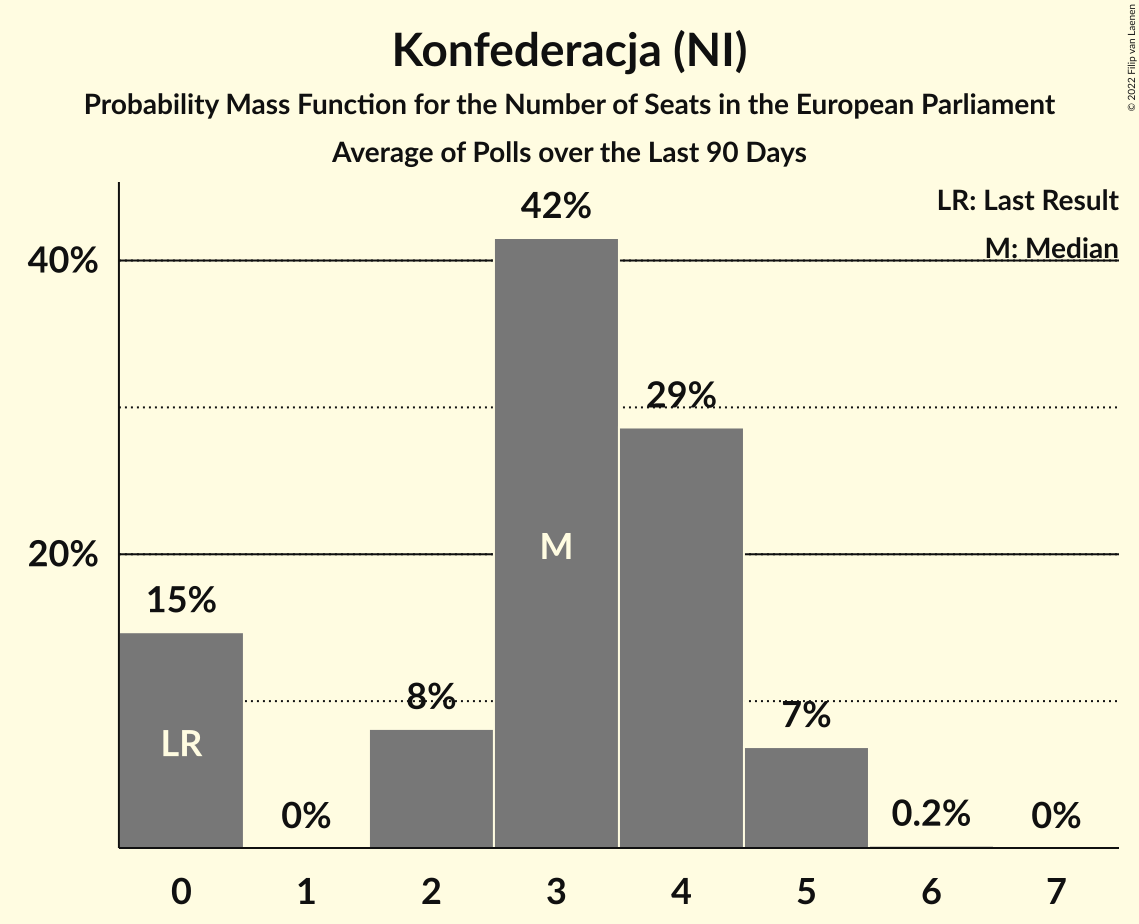 Konfederacja (NI)
Probability Mass Function for the Number of Seats in the European Parliament
Average of Polls over the Last 90 Days
© 2022 Filip van Laenen
LR: Last Result
M: Median
40%
20%
15%
0%
8%
42%
29%
7%
0.2%
0%
LR
M
0 1 2 3 4 5 6 7